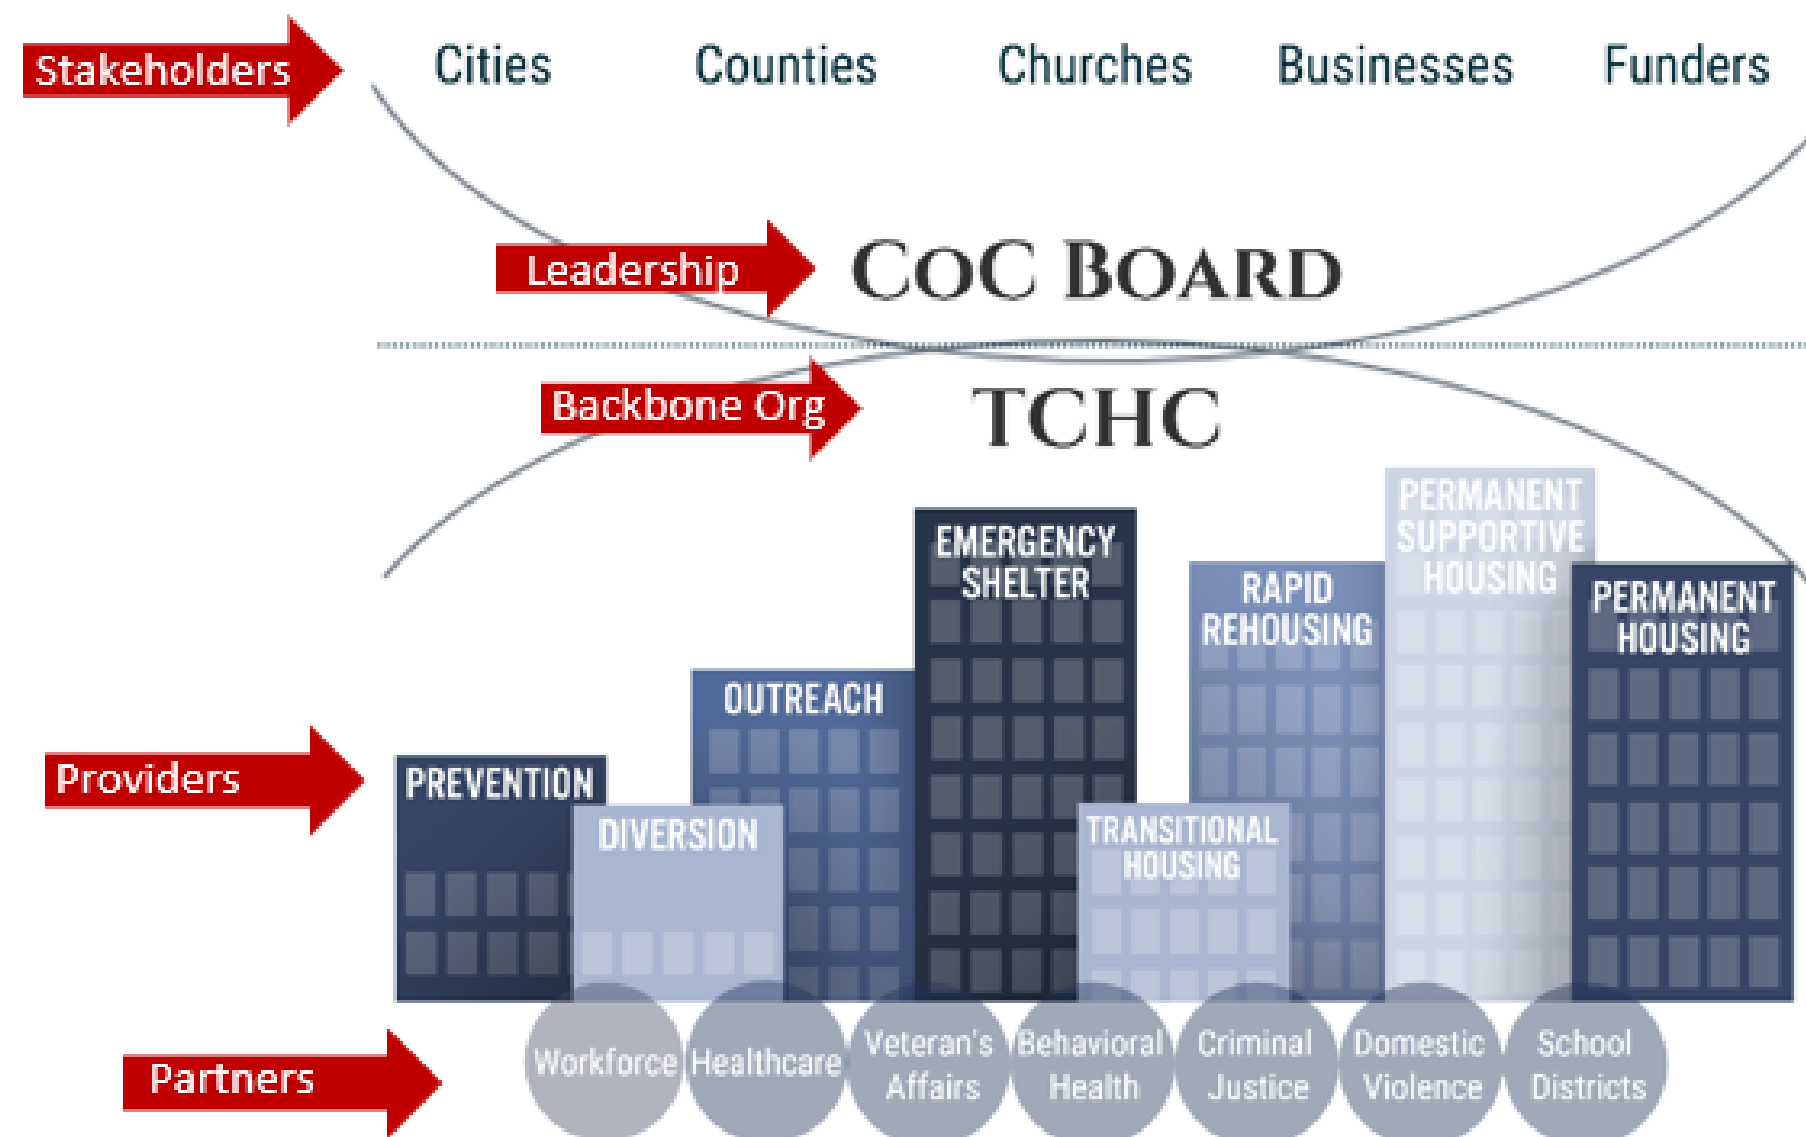 Stakeholders
Cities Counties Churches Businesses Funders
Leadership
CoC Board
Backbone Org
TCHC
Providers
PREVENTION
DIVERSION
OUTREACH
EMERGENCY
SHELTER
TRANSITIONAL
HOUSING
RAPID
REHOUSING
PERMANENT
SUPPORTIVE
HOUSING
PERMANENT
HOUSING
Partners
Workforce
Healthcare
Veteran's
Affairs
Behavioral
Health
Criminal
Justice
Domestic
Violence
School
Districts